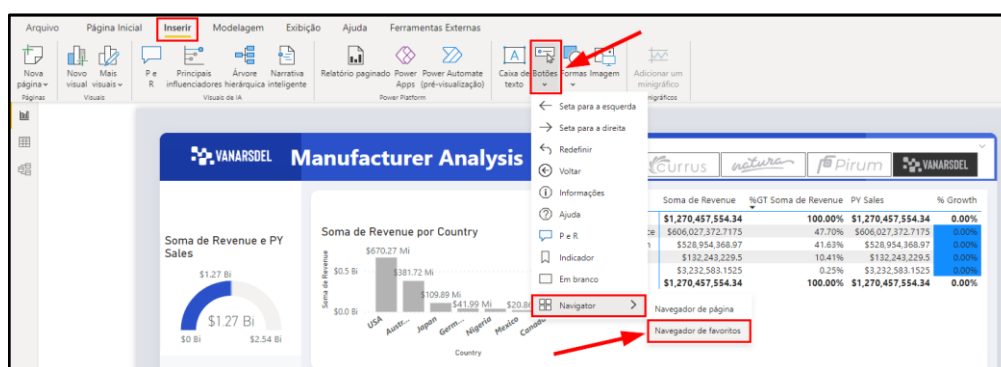 Arquivo Página Inicial Inserir Modelagem Exibição Ajuda Ferramentas Externas
Nova página
Novo visual
Mais visuais
P e R
Principais influenciadores
Árvore hierárquica
Narrativa inteligente
Relatório paginado
Power Apps
Power Automate (pré-visualização)
Caixa de texto
Botões
Formas
Imagem
Adicionar um minigráfico
Páginas Visuais Visuais de IA Power Platform
Seta para a esquerda
Seta para a direita
Redefinir
Voltar
Informações
Ajuda
P e R
Indicador
Em branco
Navigator
Navegador de página
Navegador de favoritos
VANARSDEL Manufacturer Analysis
Currus natura Pirum VANARSDEL
Soma de Revenue e PY
Sales
$1.27 Bi
$1.27 Bi
$0 Bi $2.54 Bi
Soma de Revenue por Country
Soma de Revenue
$0.5 Bi
$0.0 Bi
$670.27 Mi
$381.72 Mi
$109.89 Mi
$41.99 Mi
USA Austr... Japan Germ... Nigeria Mexico
Country
Soma de Revenue %GT Soma de Revenue PY Sales % Growth
$1,270,457,554.34 100.00% $1,270,457,554.34 0.00%
$606,027,372.7175 47.70% $606,027,372.7175 0.00%
$528,954,368.97 41.63% $528,954,368.97 0.00%
$132,243,229.5 10.41% $132,243,229.5 0.00%
$3,232,583.1525 0.25% $3,232,583.1525 0.00%
$1,270,457,554.34 100.00% $1,270,457,554.34 0.00%